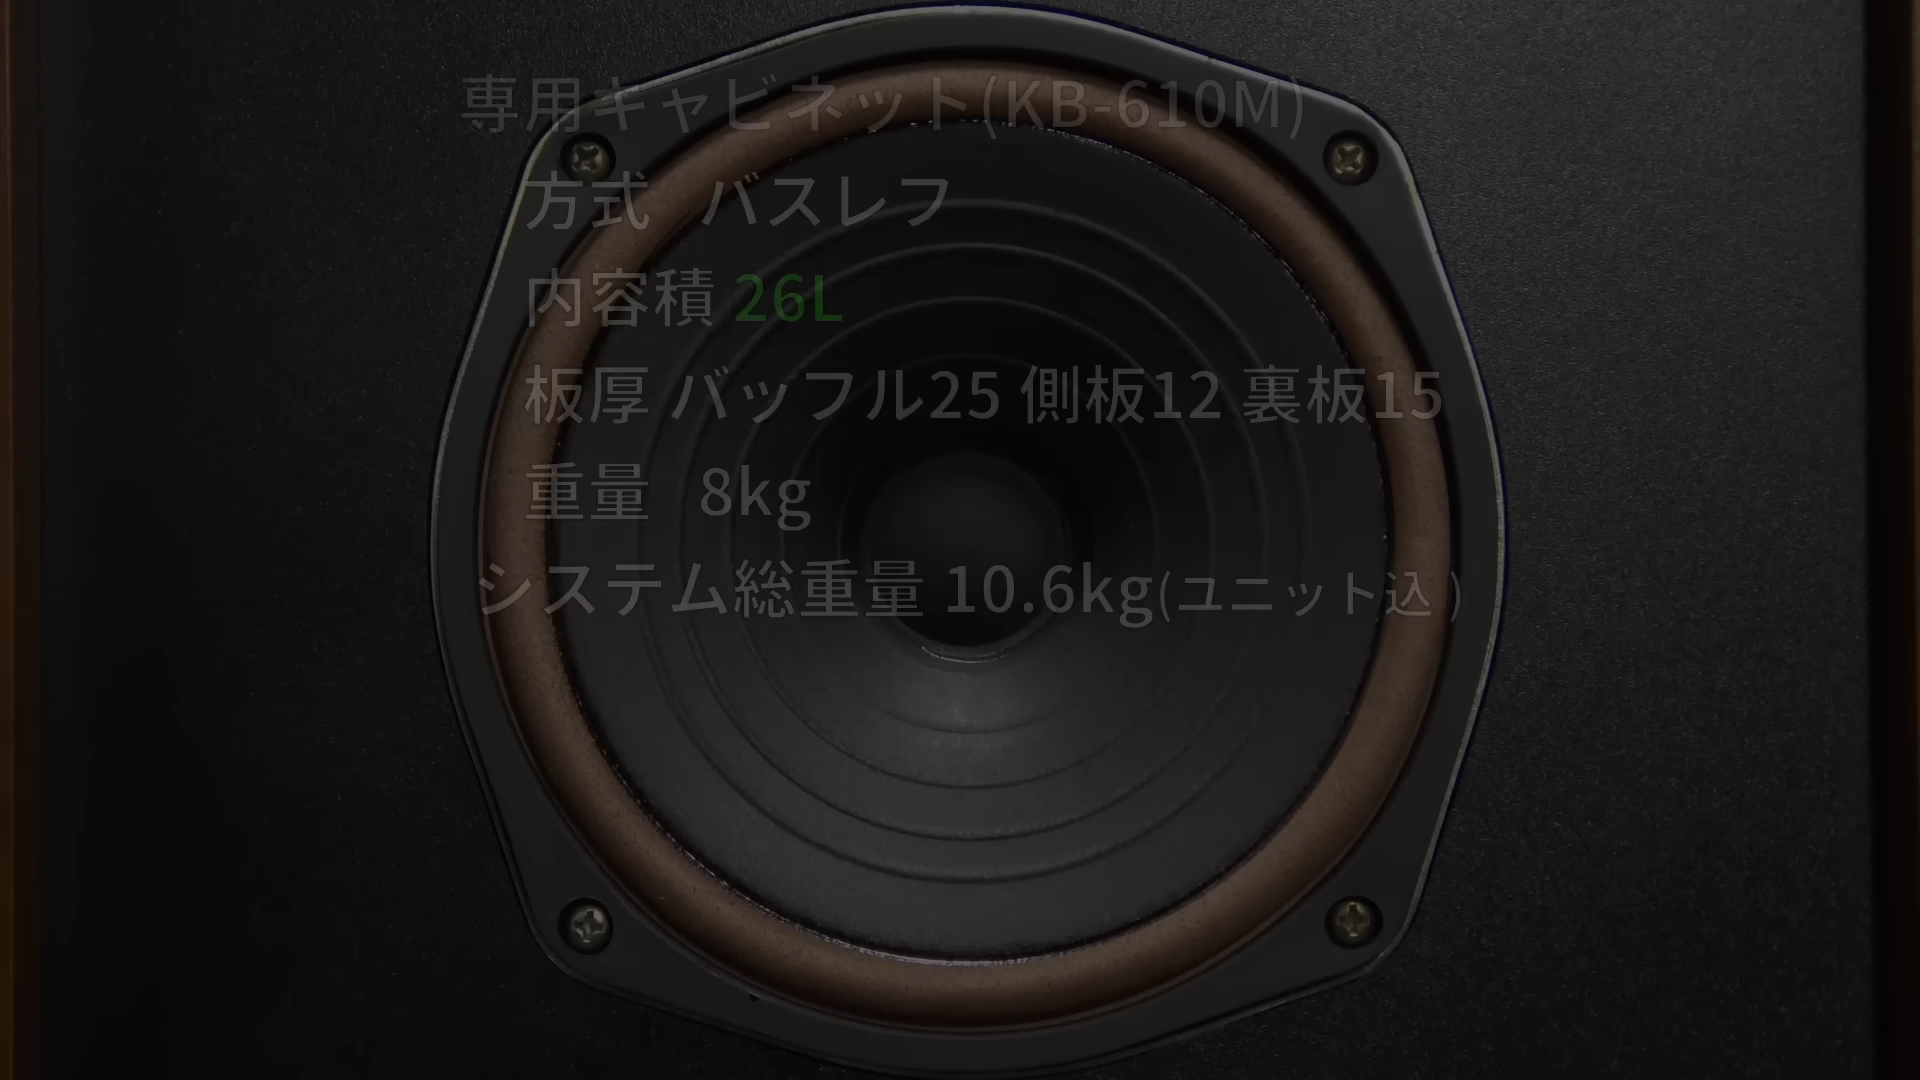 専用キャビネット(KB-610M)
方式 バスレフ
内容積 26L
板厚 バッフル25 側板12 裏板15
重量 8kg
システム総重量 10.6kg(ユニット込)